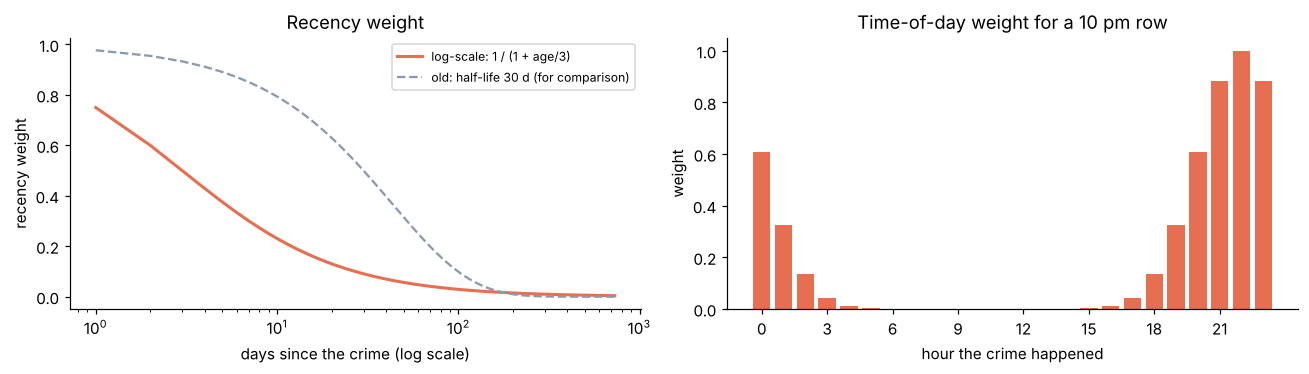 Recency weight
recency weight
1.0
0.8
0.6
0.4
0.2
0.0
log-scale: 1 / (1 + age/3)
old: half-life 30 d (for comparison)
10⁰
10¹
10²
10³
days since the crime (log scale)
Time-of-day weight for a 10 pm row
weight
1.0
0.8
0.6
0.4
0.2
0.0
0 3 6 9 12 15 18 21
hour the crime happened